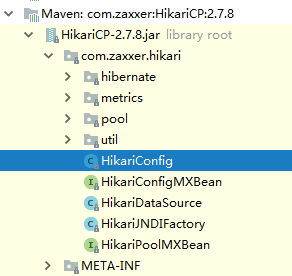 Maven: com.zaxxer:HikariCP:2.7.8
HikariCP-2.7.8.jar library root
com.zaxxer.hikari
hibernate
metrics
pool
util
HikariConfig
HikariConfigMXBean
HikariDataSource
HikariJNDIFactory
HikariPoolMXBean
META-INF